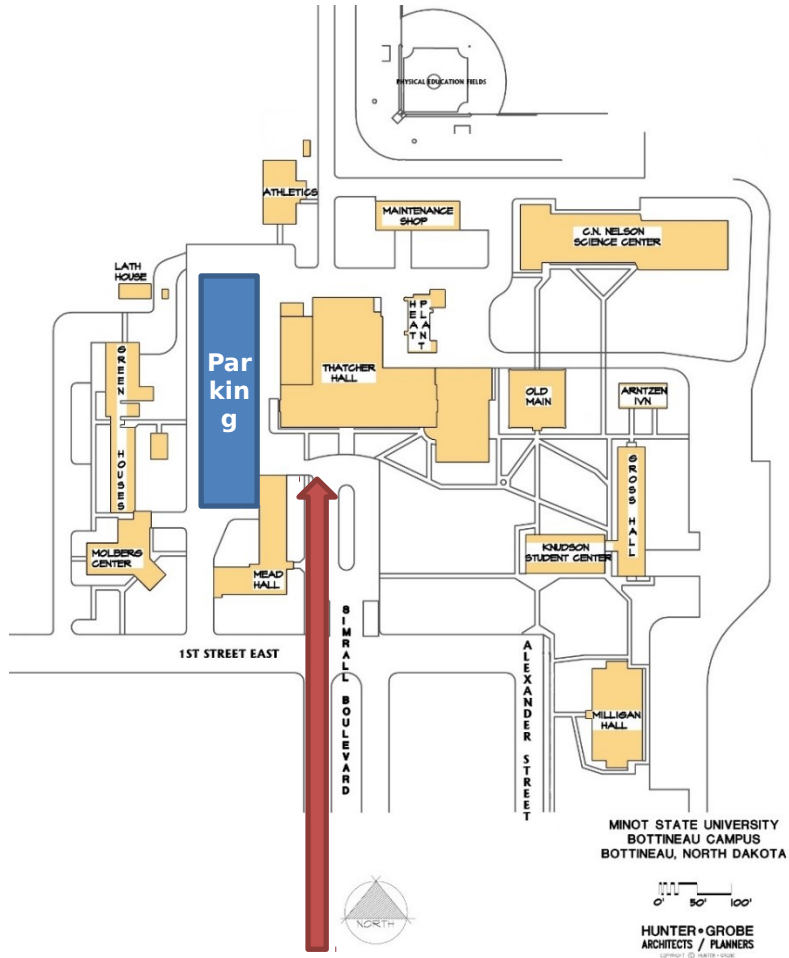 PHYSICAL EDUCATION FIELDS
ATHLETICS
MAINTENANCE
SHOP
C.N. NELSON
SCIENCE CENTER
LATH
HOUSE
HEAT
PLANT
Par
kin
g
GREEN
HOUSES
THATCHER
HALL
OLD
MAIN
ARNTZEN
IVN
GROSS HALL
MOLBERG
CENTER
MEAD
HALL
KNUDSON
STUDENT CENTER
1ST STREET EAST
SIMRALL BOULEVARD
ALEXANDER STREET
MILLIGAN
HALL
MINOT STATE UNIVERSITY
BOTTINEAU CAMPUS
BOTTINEAU, NORTH DAKOTA
NORTH
0' 50' 100'
HUNTER•GROBE
ARCHITECTS / PLANNERS
COPYRIGHT © HUNTER•GROBE